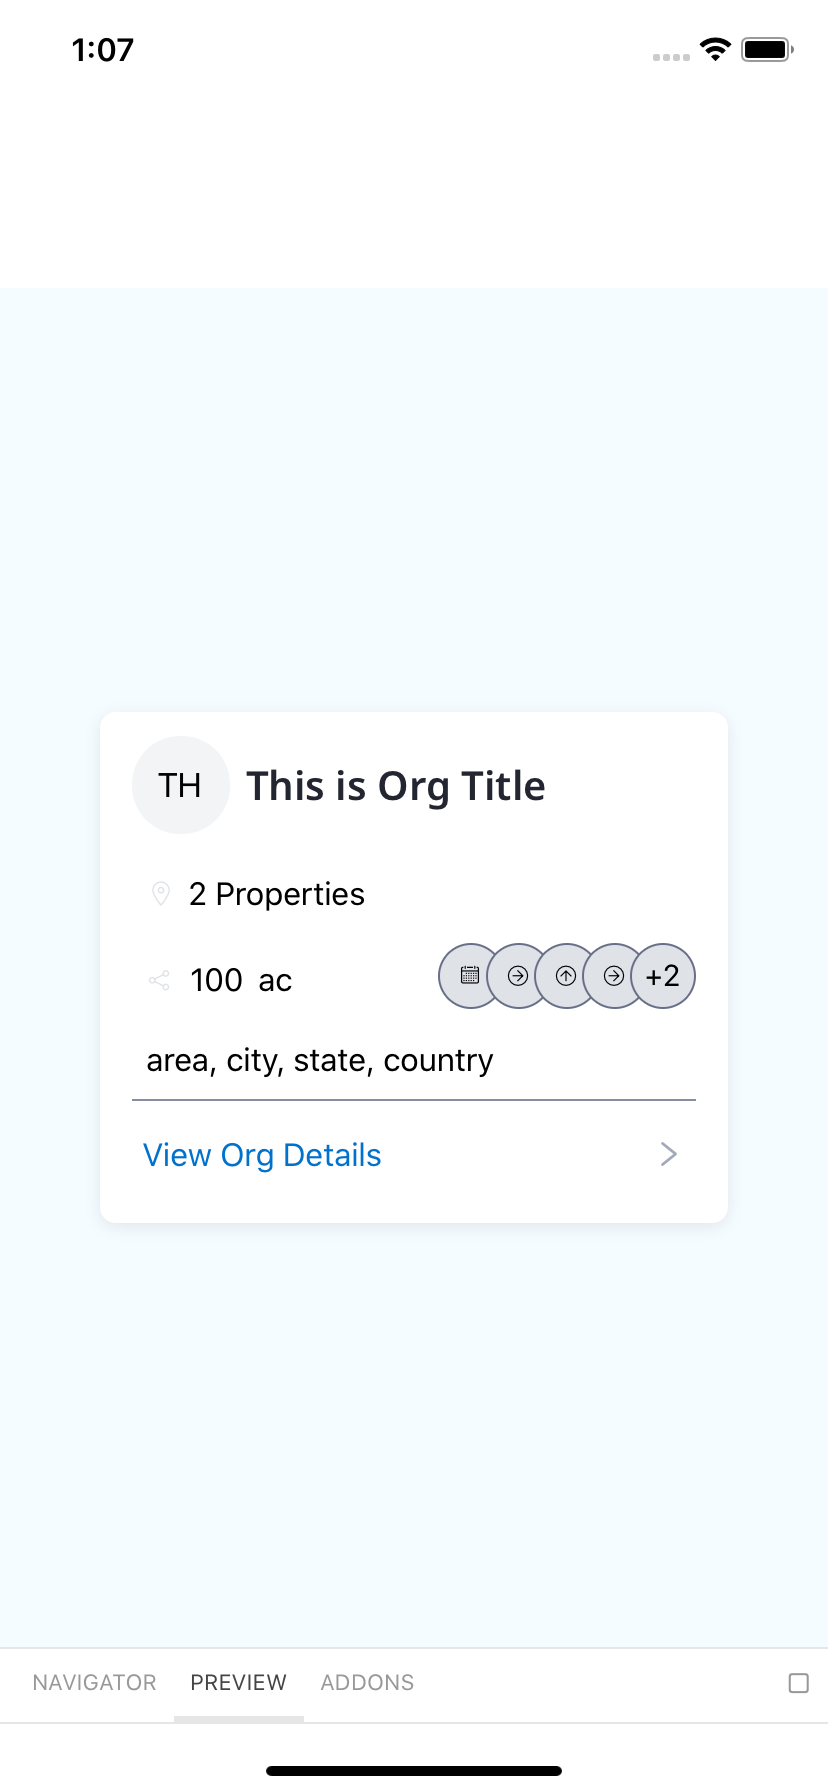 1:07
TH This is Org Title
2 Properties
100 ac +2
area, city, state, country
View Org Details
NAVIGATOR PREVIEW ADDONS